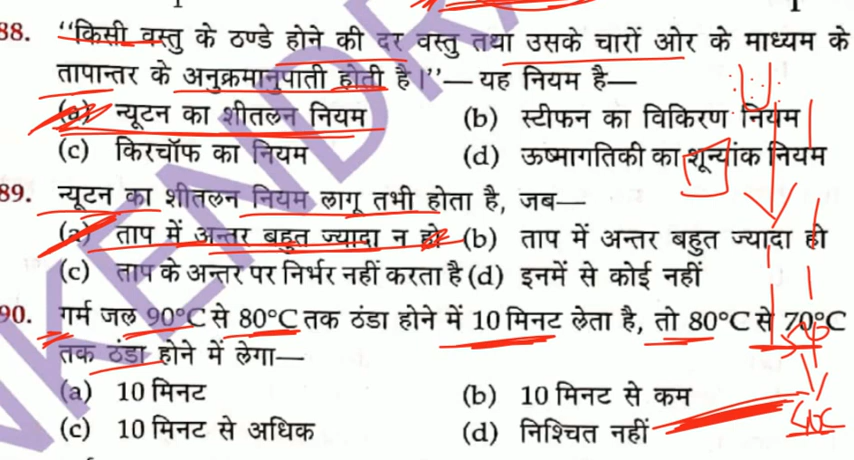 88. “किसी वस्तु के ठण्डे होने की दर वस्तु तथा उसके चारों ओर के माध्यम के
तापान्तर के अनुक्रमानुपाती होती है।”— यह नियम है—
(a) न्यूटन का शीतलन नियम (b) स्टीफन का विकिरण नियम
(c) किरचॉफ का नियम (d) ऊष्मागतिकी का शून्यांक नियम
89. न्यूटन का शीतलन नियम लागू तभी होता है, जब—
(a) ताप में अन्तर बहुत ज्यादा न हो (b) ताप में अन्तर बहुत ज्यादा हो
(c) ताप के अन्तर पर निर्भर नहीं करता है (d) इनमें से कोई नहीं
90. गर्म जल 90°C से 80°C तक ठंडा होने में 10 मिनट लेता है, तो 80°C से 70°C
तक ठंडा होने में लेगा—
(a) 10 मिनट (b) 10 मिनट से कम
(c) 10 मिनट से अधिक (d) निश्चित नहीं